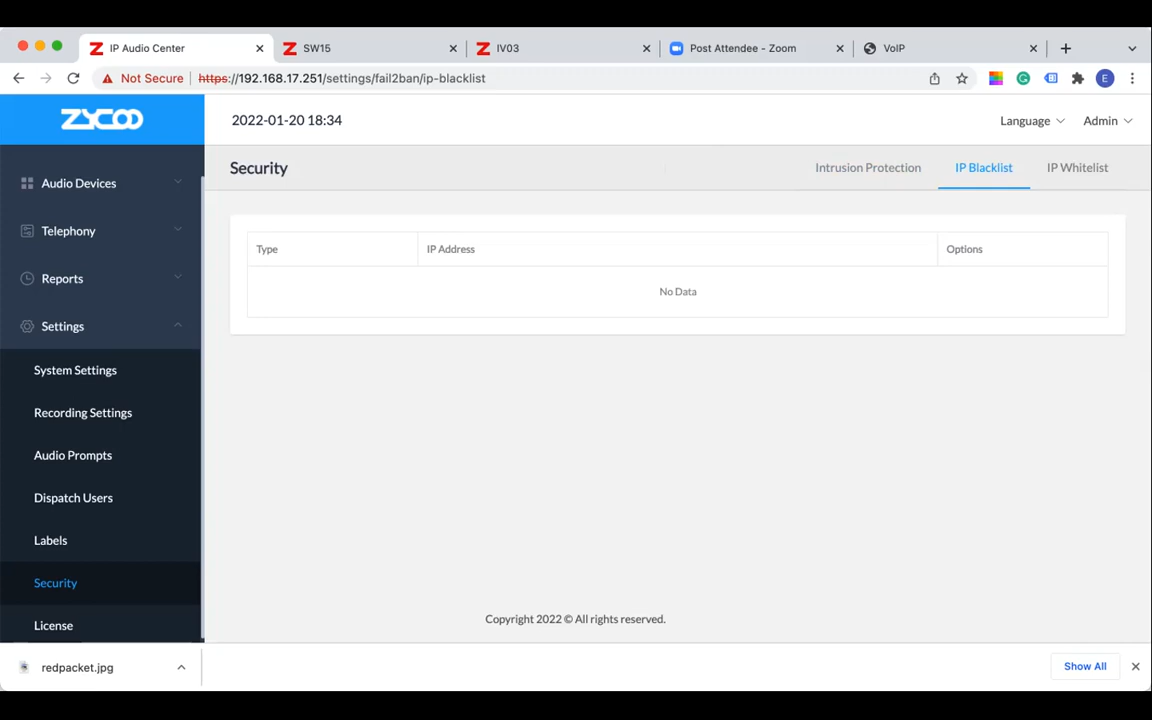 IP Audio Center
SW15
IV03
Post Attendee - Zoom
VoIP
Not Secure
https://192.168.17.251/settings/fail2ban/ip-blacklist
E
ZYCOO
2022-01-20 18:34
Language
Admin
Audio Devices
Telephony
Reports
Settings
System Settings
Recording Settings
Audio Prompts
Dispatch Users
Labels
Security
License
Security
Intrusion Protection
IP Blacklist
IP Whitelist
Type
IP Address
Options
No Data
Copyright 2022 © All rights reserved.
redpacket.jpg
Show All